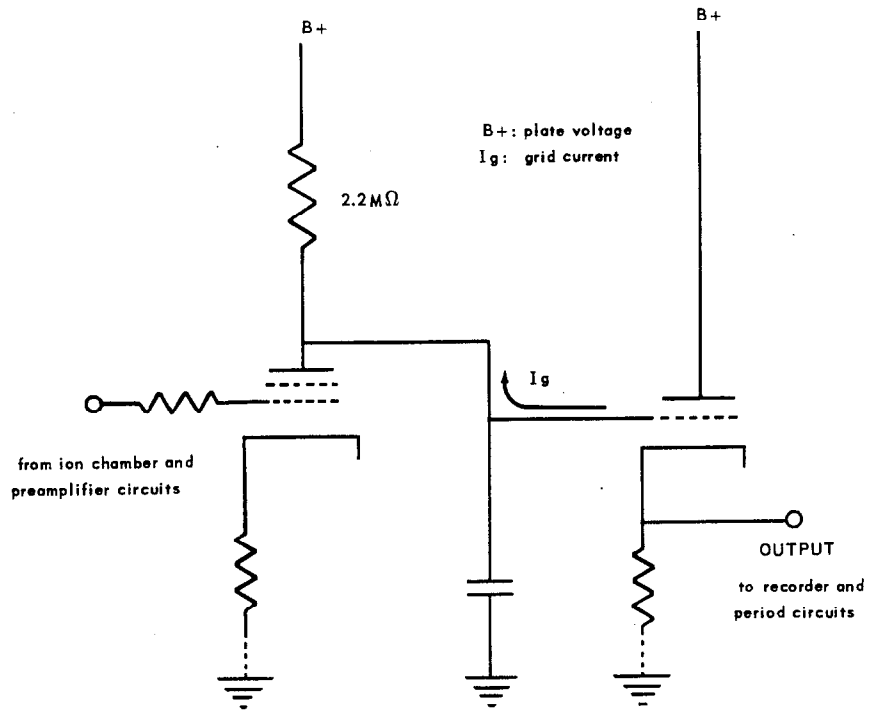 B+
B+
B+: plate voltage
Ig: grid current
2.2MΩ
Ig
from ion chamber and
preamplifier circuits
OUTPUT
to recorder and
period circuits